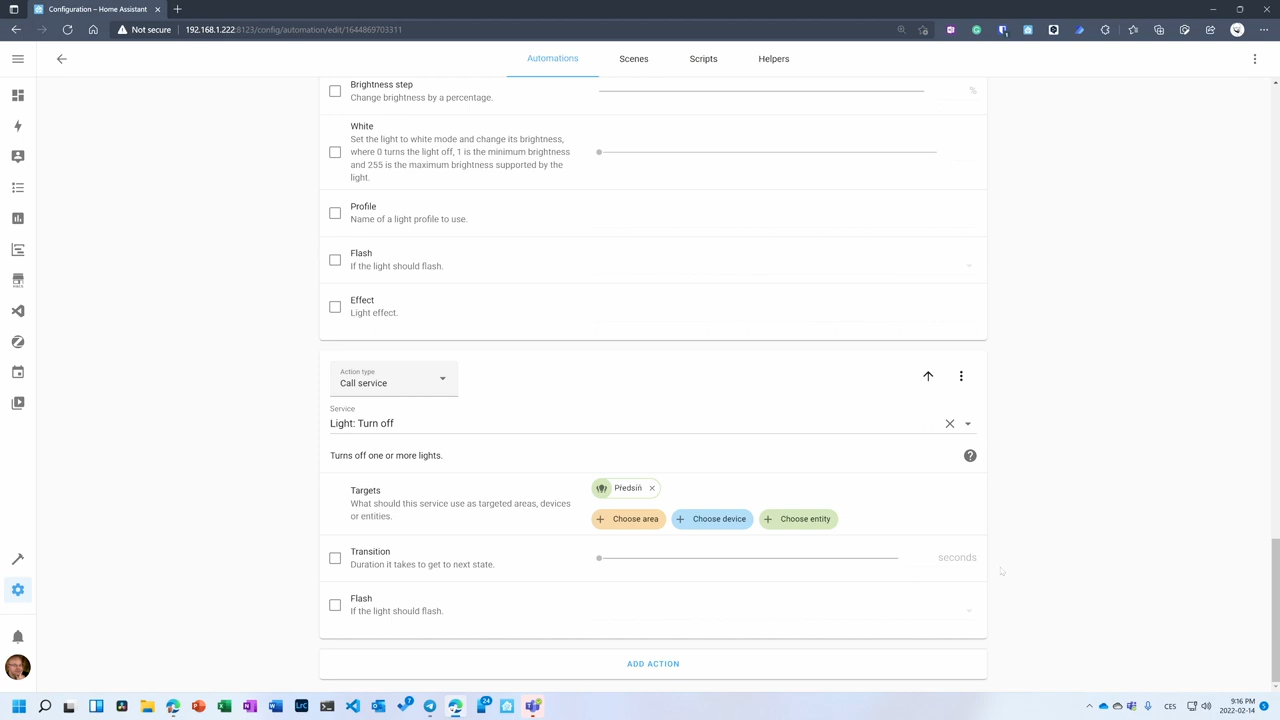 Configuration – Home Assistant
Not secure
192.168.1.222:8123/config/automation/edit/1644869703311
Automations
Scenes
Scripts
Helpers
Brightness step
Change brightness by a percentage.
%
White
Set the light to white mode and change its brightness,
where 0 turns the light off, 1 is the minimum brightness
and 255 is the maximum brightness supported by the
light.
Profile
Name of a light profile to use.
Flash
If the light should flash.
Effect
Light effect.
Action type
Call service
Service
Light: Turn off
Turns off one or more lights.
Targets
What should this service use as targeted areas, devices
or entities.
Předsíň
Choose area
Choose device
Choose entity
Transition
Duration it takes to get to next state.
seconds
Flash
If the light should flash.
ADD ACTION
LrC
7
24
CES
9:16 PM
2022-02-14
5